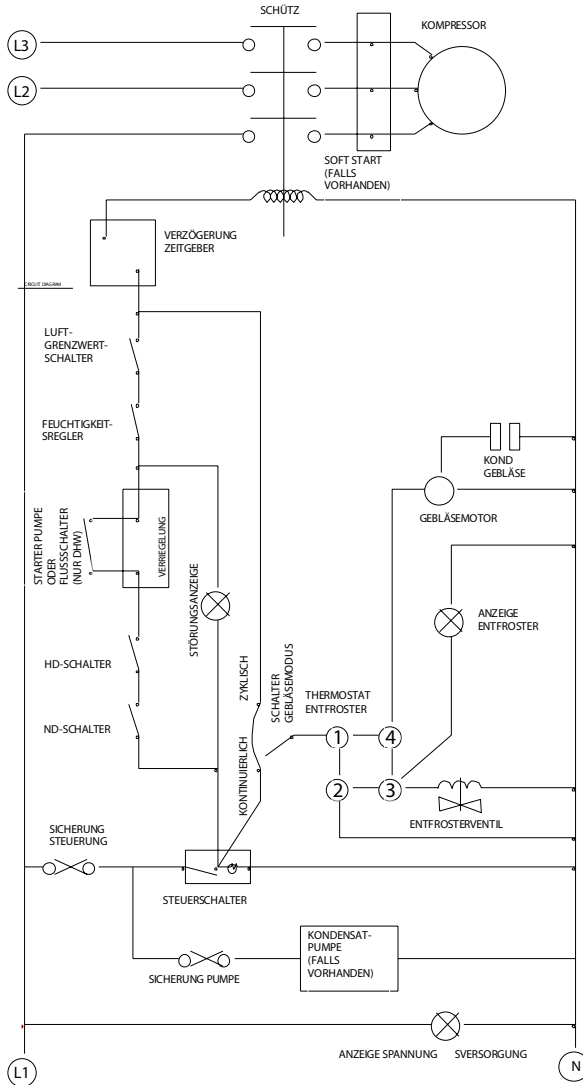 SCHÜTZ
KOMPRESSOR
L3
L2
SOFT START
(FALLS
VORHANDEN)
VERZÖGERUNG
ZEITGEBER
CIRCUIT DIAGRAM
LUFT-
GRENZWERT-
SCHALTER
FEUCHTIGKEIT-
SREGLER
KOND
GEBLÄSE
GEBLÄSEMOTOR
STARTER PUMPE
ODER
FLUSSSCHALTER
(NUR DHW)
VERRIEGELUNG
STÖRUNGSANZEIGE
ANZEIGE
ENTFROSTER
HD-SCHALTER
ZYKLISCH
SCHALTER
GEBLÄSEMODUS
THERMOSTAT
ENTFROSTER
ND-SCHALTER
KONTINUIERLICH
1
4
2
3
ENTFROSTERVENTIL
SICHERUNG
STEUERUNG
STEUERSCHALTER
KONDENSAT-
PUMPE
(FALLS
VORHANDEN)
SICHERUNG PUMPE
ANZEIGE SPANNUNG SVERSORGUNG
L1
N